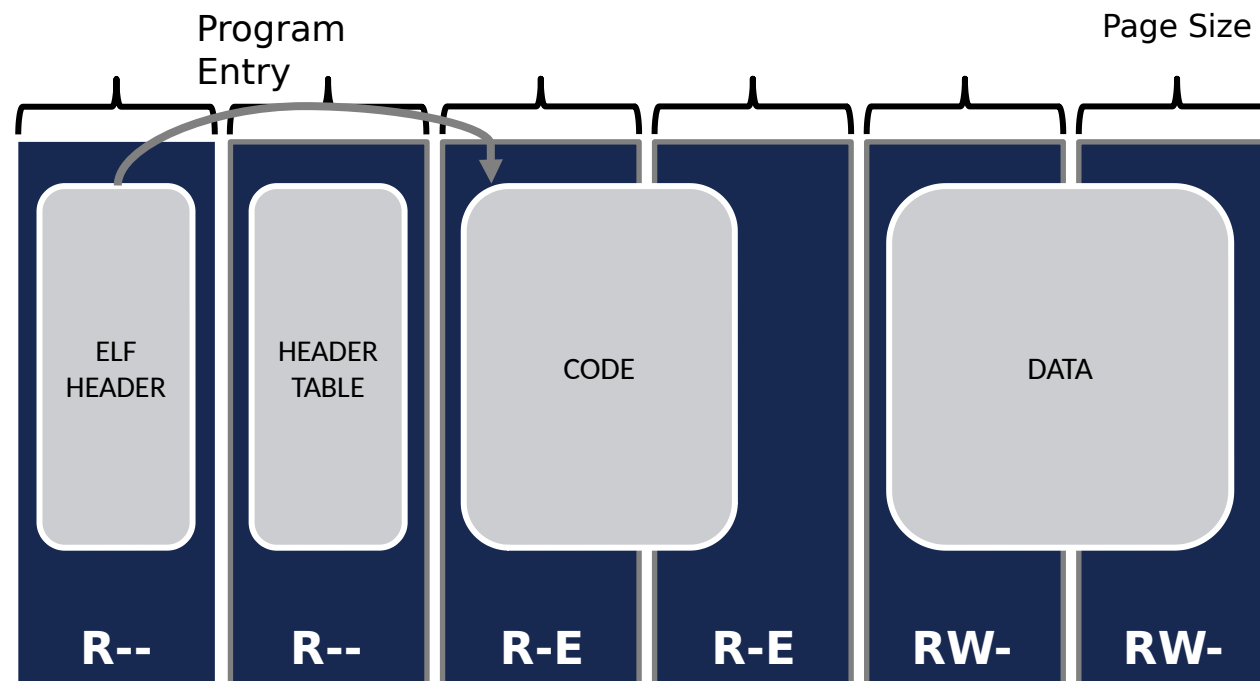 Program
Entry
Page Size
ELF
HEADER
HEADER
TABLE
CODE
DATA
R--
R--
R-E
R-E
RW-
RW-